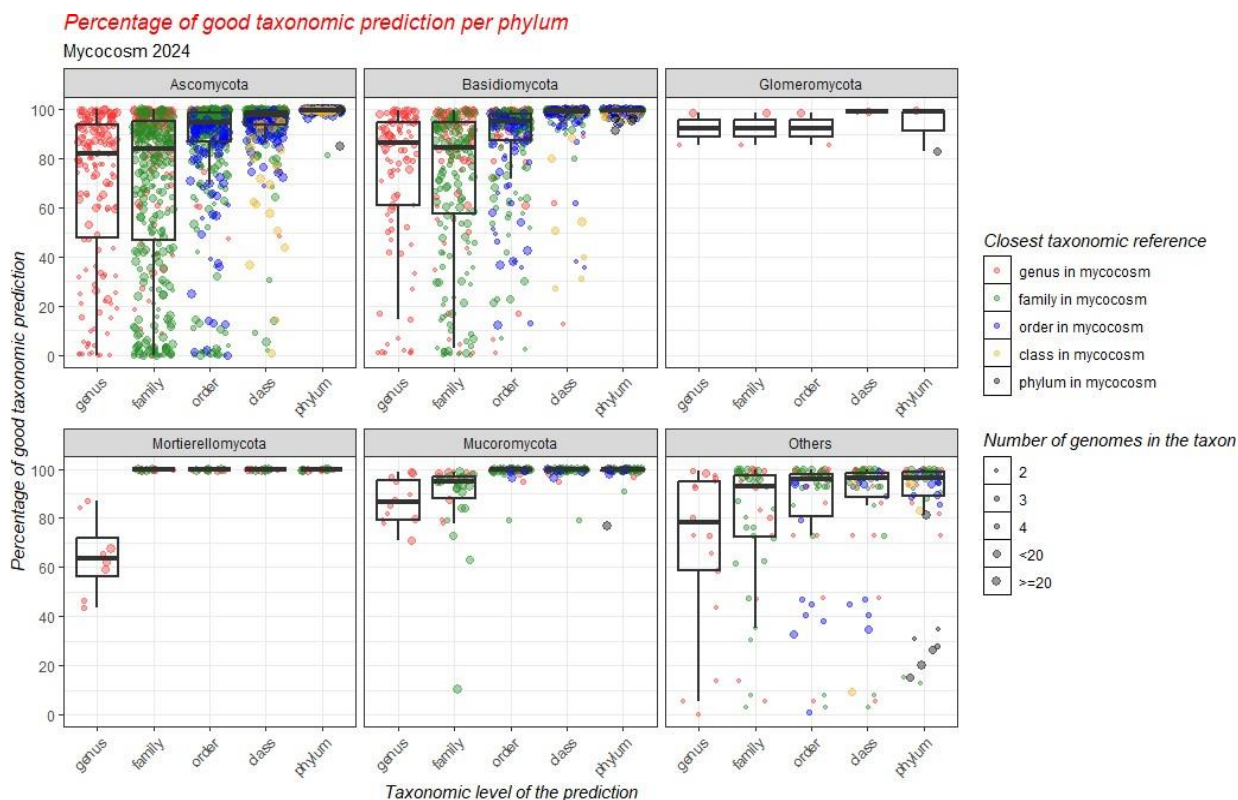 Percentage of good taxonomic prediction per phylum
Mycocosm 2024
Ascomycota
Basidiomycota
Glomeromycota
Percentage of good taxonomic prediction
100
80
60
40
20
0
genus
family
order
class
phylum
genus
family
order
class
phylum
genus
family
order
class
phylum
Mortierellomycota
Mucoromycota
Others
100
80
60
40
20
0
genus
family
order
class
phylum
genus
family
order
class
phylum
genus
family
order
class
phylum
Taxonomic level of the prediction
Closest taxonomic reference
genus in mycocosm
family in mycocosm
order in mycocosm
class in mycocosm
phylum in mycocosm
Number of genomes in the taxon
2
3
4
<20
>=20